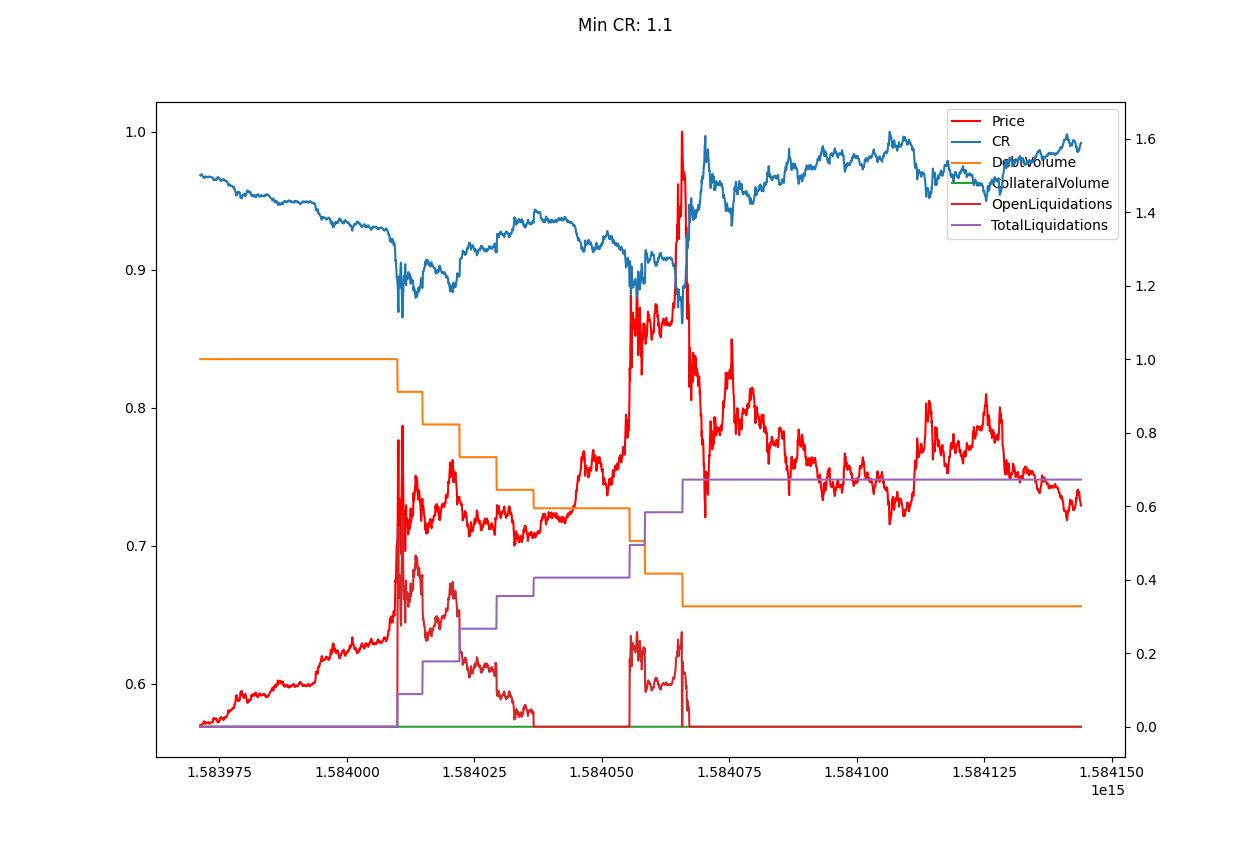 Min CR: 1.1
Price
CR
DebtVolume
CollateralVolume
OpenLiquidations
TotalLiquidations
1.0
0.9
0.8
0.7
0.6
1.6
1.4
1.2
1.0
0.8
0.6
0.4
0.2
0.0
1.583975
1.584000
1.584025
1.584050
1.584075
1.584100
1.584125
1.584150
1e15